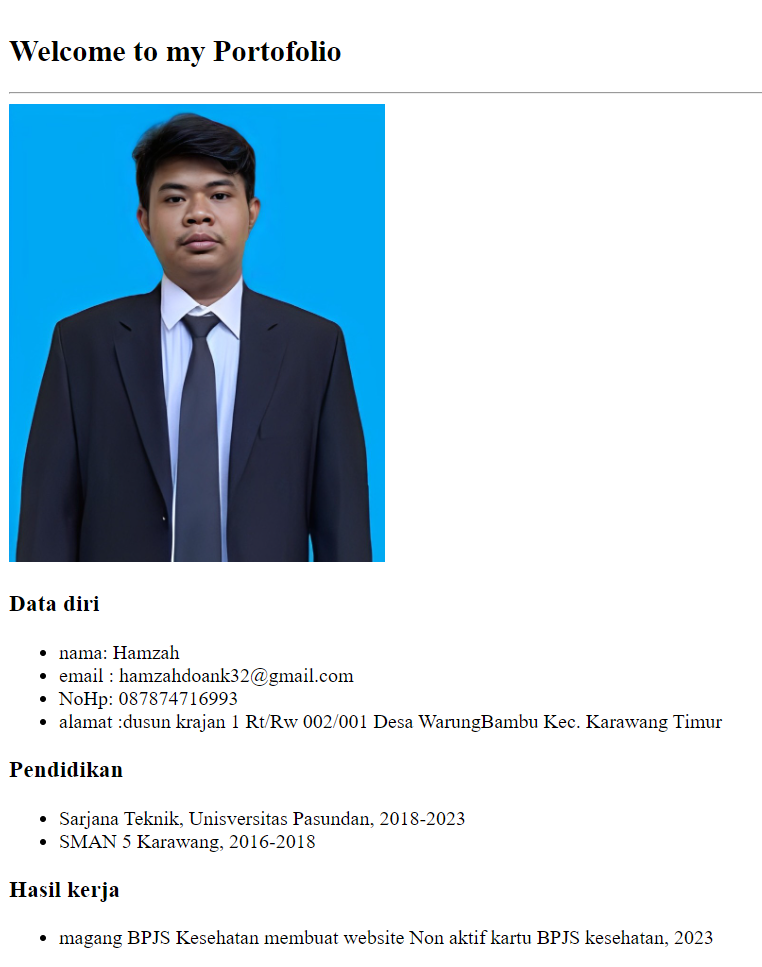 Welcome to my Portofolio
Data diri
nama: Hamzah
email : hamzahdoank32@gmail.com
NoHp: 087874716993
alamat :dusun krajan 1 Rt/Rw 002/001 Desa WarungBambu Kec. Karawang Timur
Pendidikan
Sarjana Teknik, Unisversitas Pasundan, 2018-2023
SMAN 5 Karawang, 2016-2018
Hasil kerja
magang BPJS Kesehatan membuat website Non aktif kartu BPJS kesehatan, 2023